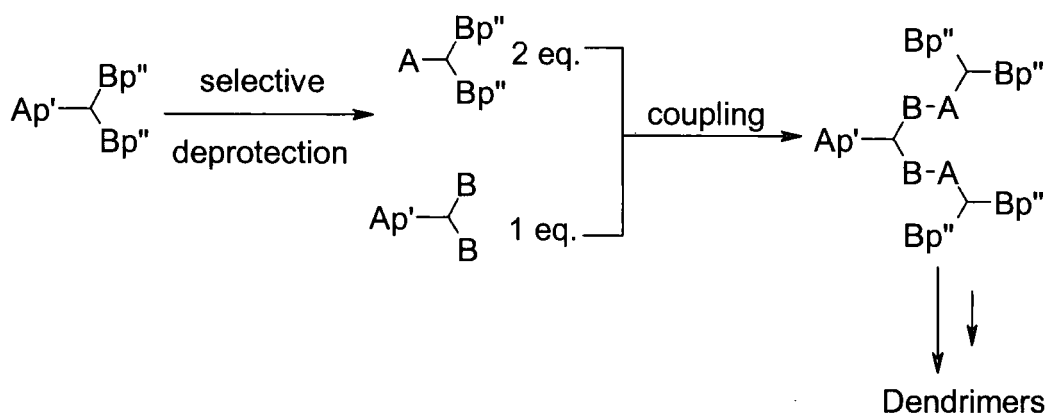 Ap' Bp" Bp"
selective
deprotection
A Bp" Bp" 2 eq.
Ap' B B 1 eq.
coupling
Bp" Bp"
B-A
Ap'
B-A
Bp" Bp"
Dendrimers